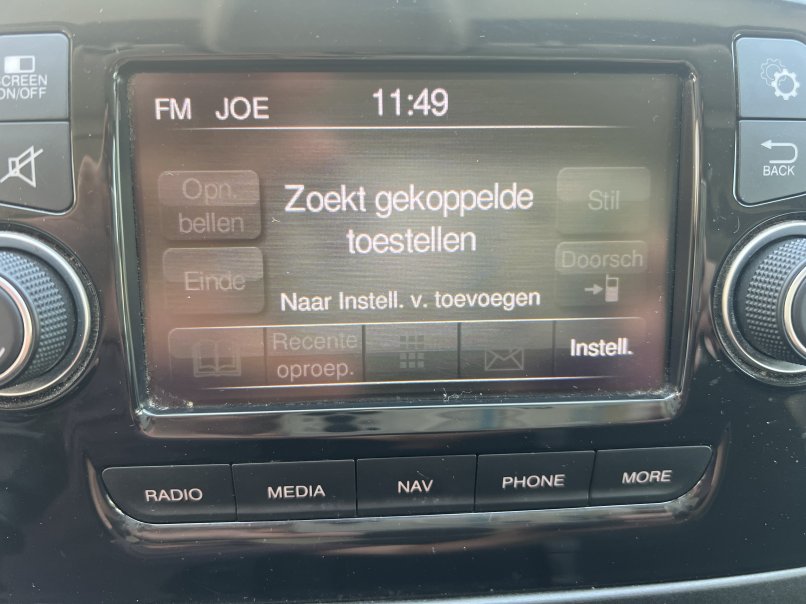 SCREEN
ON/OFF
FM JOE 11:49
BACK
Opn.
bellen
Zoekt gekoppelde
toestellen
Stil
Einde
Doorsch
Naar Instell. v. toevoegen
Recente
oproep.
Instell.
RADIO MEDIA NAV PHONE MORE